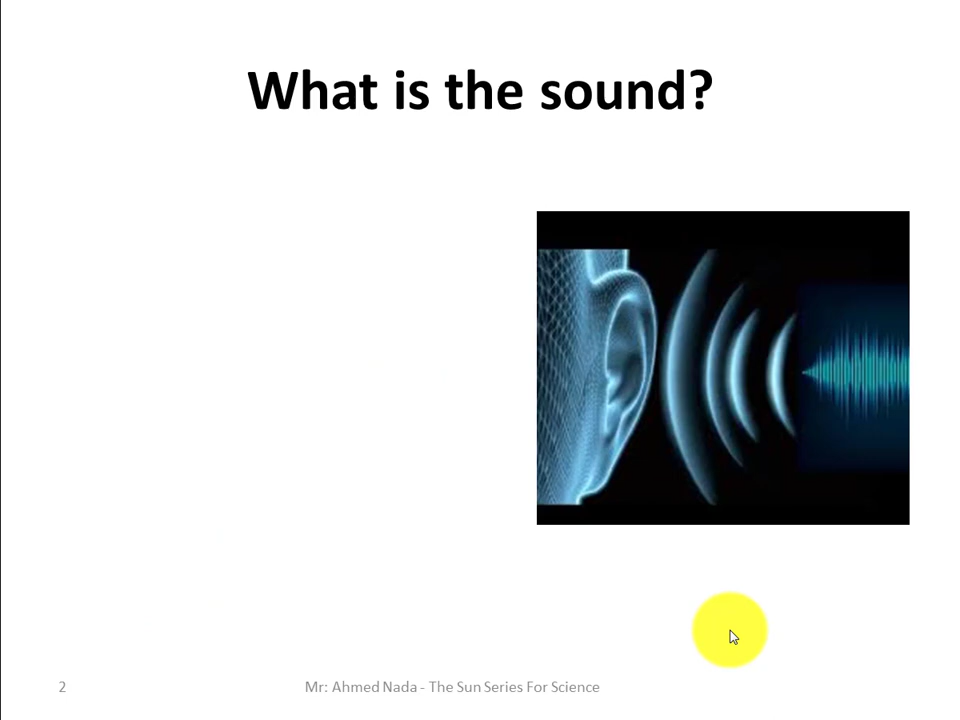 What is the sound?
2
Mr: Ahmed Nada - The Sun Series For Science